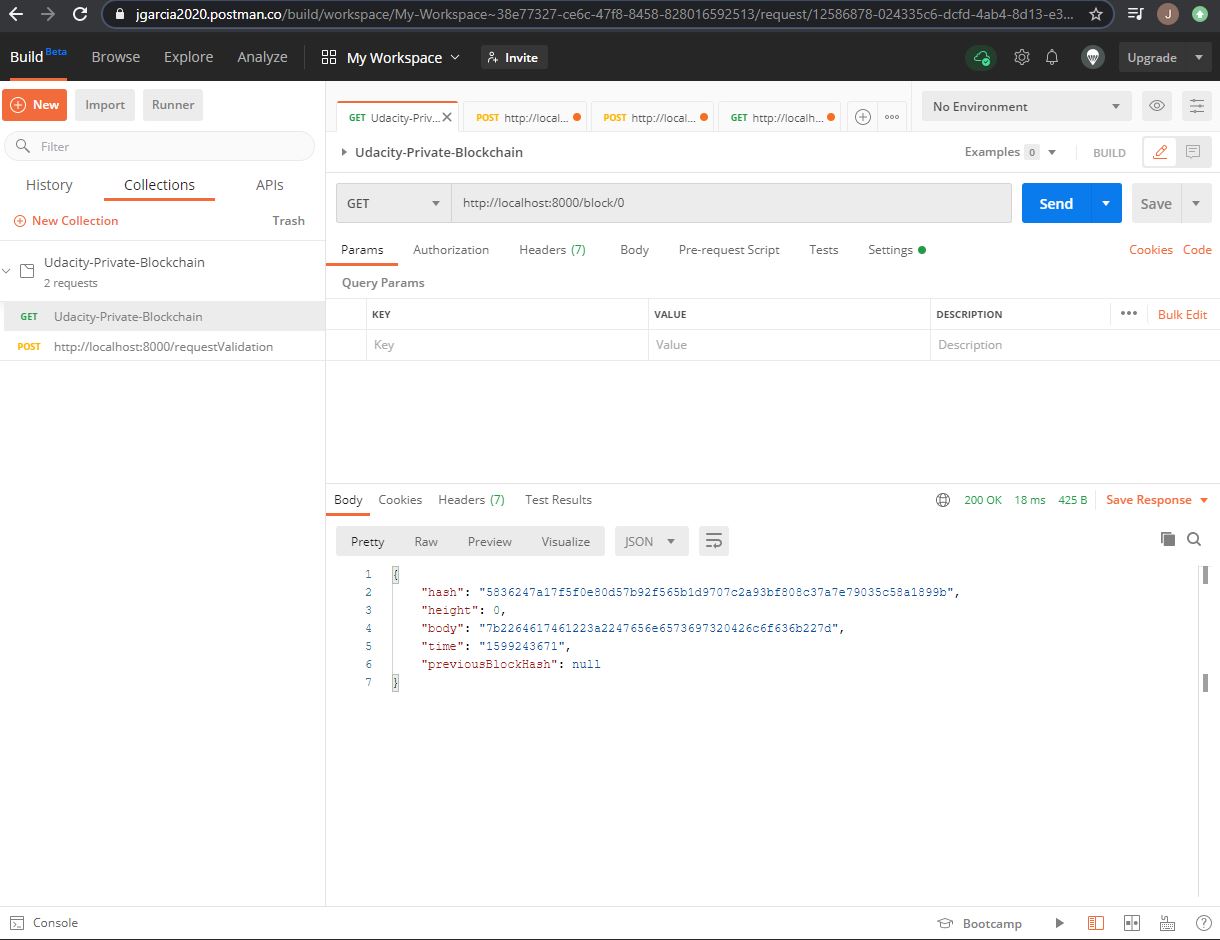 jgarcia2020.postman.co/build/workspace/My-Workspace~38e77327-ce6c-47f8-8458-828016592513/request/12586878-024335c6-dcfd-4ab4-8d13-e3...
J
Build Beta Browse Explore Analyze My Workspace Invite Upgrade
New Import Runner
Filter
History Collections APIs
New Collection Trash
Udacity-Private-Blockchain
2 requests
GET Udacity-Private-Blockchain
POST http://localhost:8000/requestValidation
GET Udacity-Priv... POST http://local... POST http://local... GET http://localh...
No Environment
Udacity-Private-Blockchain Examples 0 BUILD
GET http://localhost:8000/block/0 Send Save
Params Authorization Headers (7) Body Pre-request Script Tests Settings Cookies Code
Query Params
KEY VALUE DESCRIPTION Bulk Edit
Key Value Description
Body Cookies Headers (7) Test Results 200 OK 18 ms 425 B Save Response
Pretty Raw Preview Visualize JSON
1 {
2 "hash": "5836247a17f5f0e80d57b92f565b1d9707c2a93bf808c37a7e79035c58a1899b",
3 "height": 0,
4 "body": "7b2264617461223a2247656e6573697320426c6f636b227d",
5 "time": "1599243671",
6 "previousBlockHash": null
7 }
Console Bootcamp